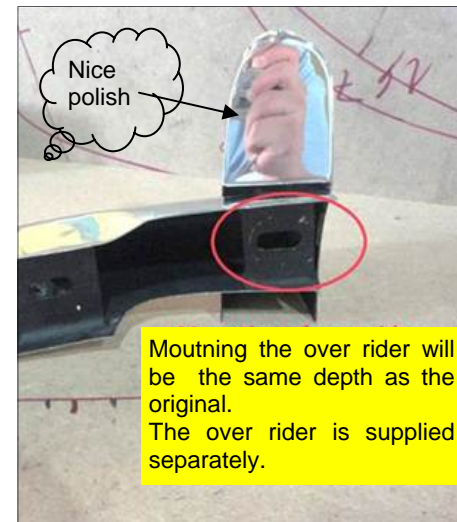 Nice
polish
Moutning the over rider will
be the same depth as the
original.
The over rider is supplied
separately.